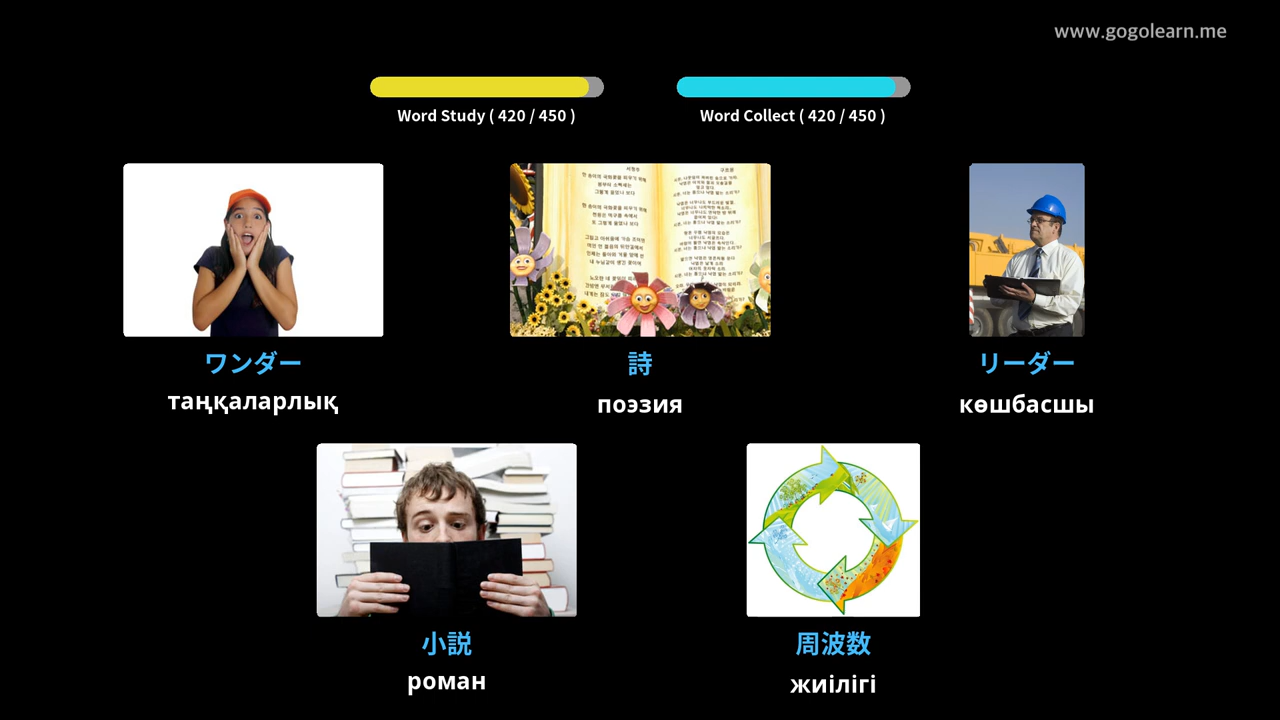 www.gogolearn.me
Word Study ( 420 / 450 )
Word Collect ( 420 / 450 )
ワンダー
詩
リーダー
таңқаларлық
поэзия
көшбасшы
小説
周波数
роман
жиілігі